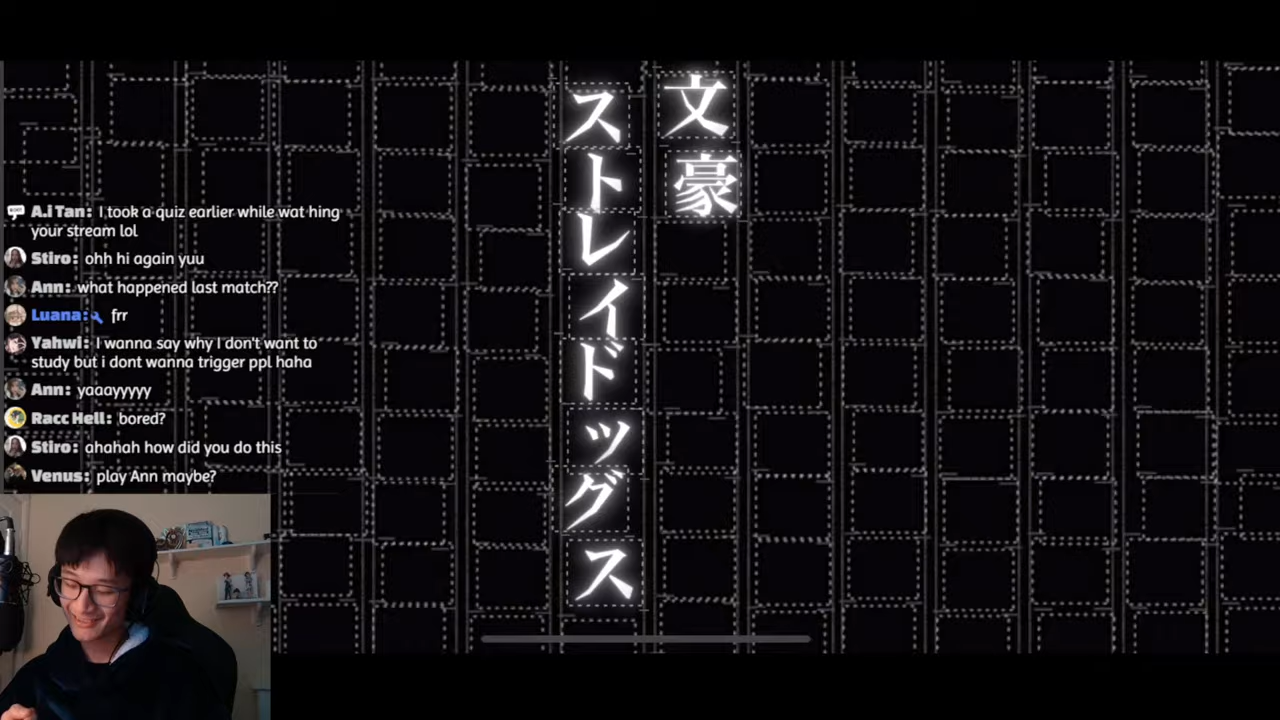 文豪
ストレイドッグス
A.i Tan: I took a quiz earlier while wat hing
your stream lol
Stiro: ohh hi again yuu
Ann: what happened last match??
Luana: frr
Yahwi: I wanna say why I don't want to
study but i dont wanna trigger ppl haha
Ann: yaaayyyyy
Racc Hell: bored?
Stiro: ahahah how did you do this
Venus: play Ann maybe?